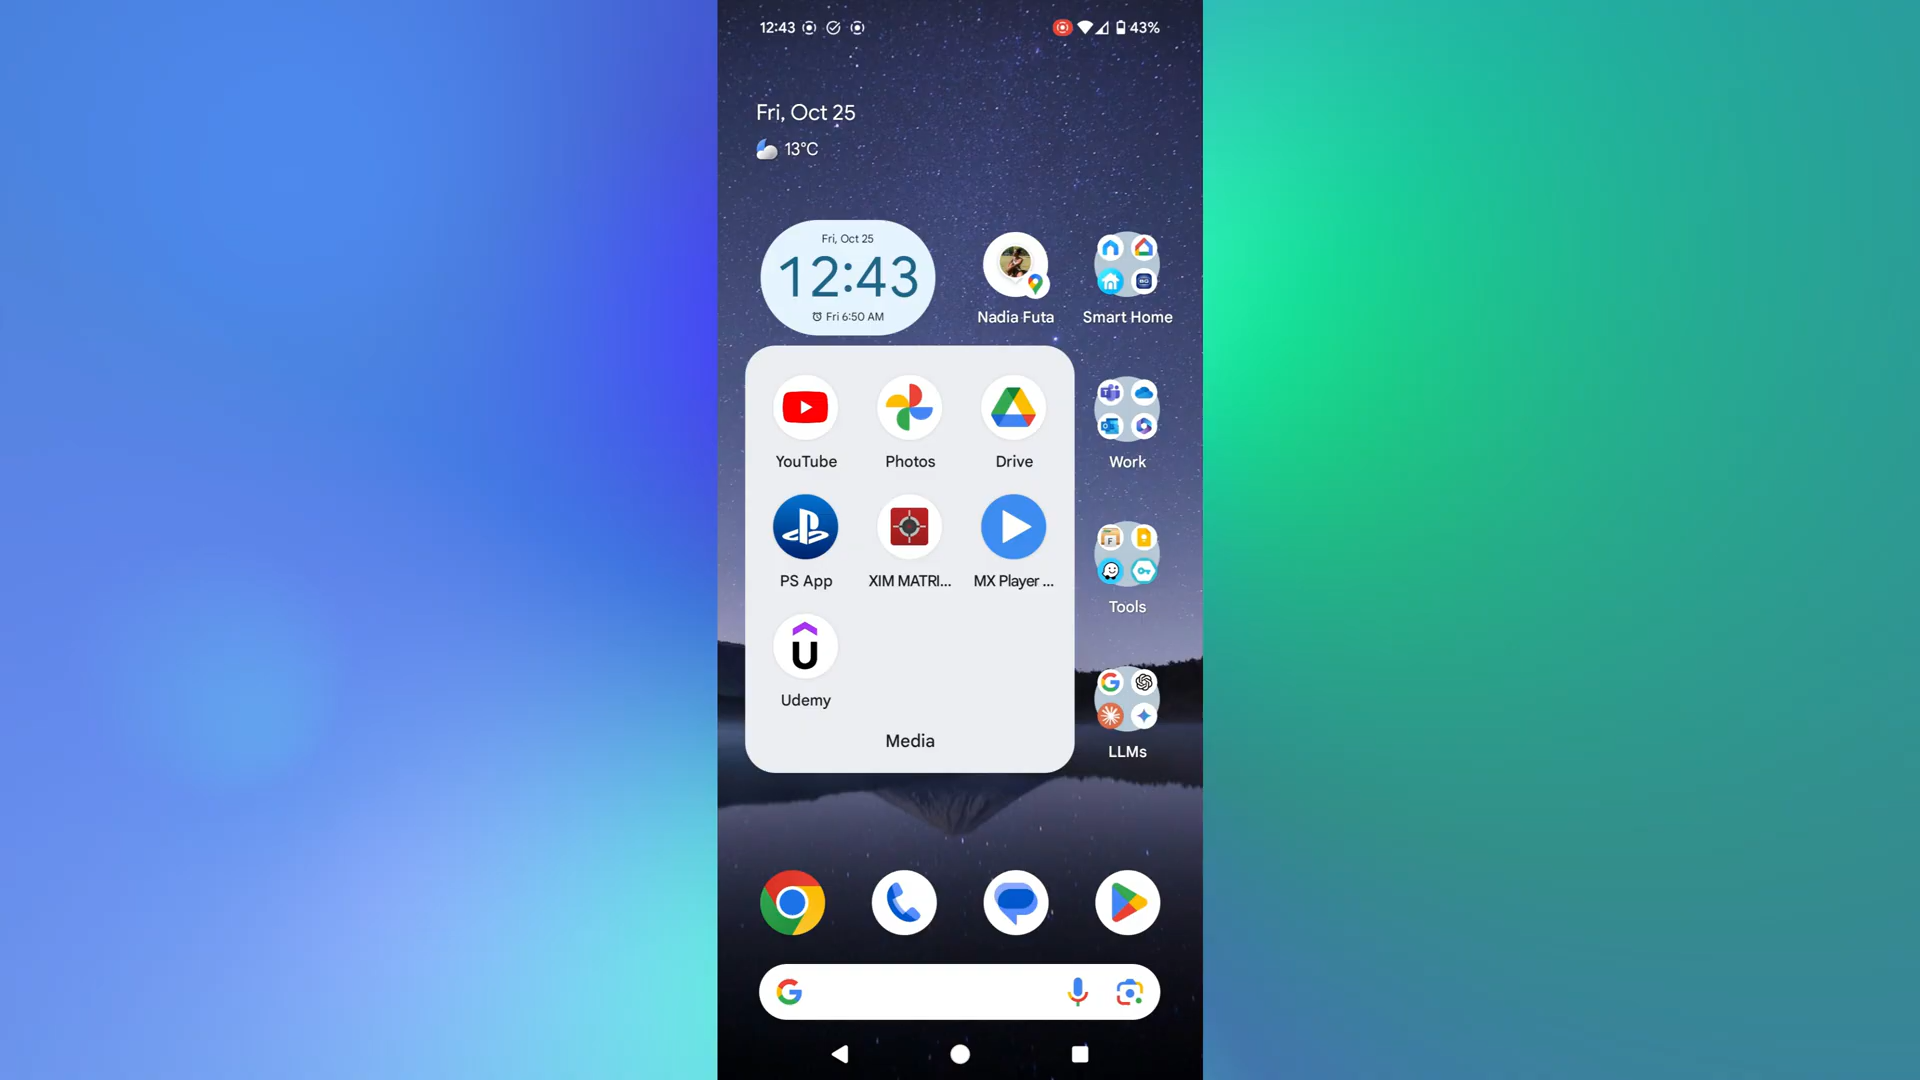 12:43
43%
Fri, Oct 25
13°C
Fri, Oct 25
12:43
Fri 6:50 AM
Nadia Futa
Smart Home
YouTube
Photos
Drive
Work
PS App
XIM MATRI...
MX Player ...
Tools
Udemy
Media
LLMs